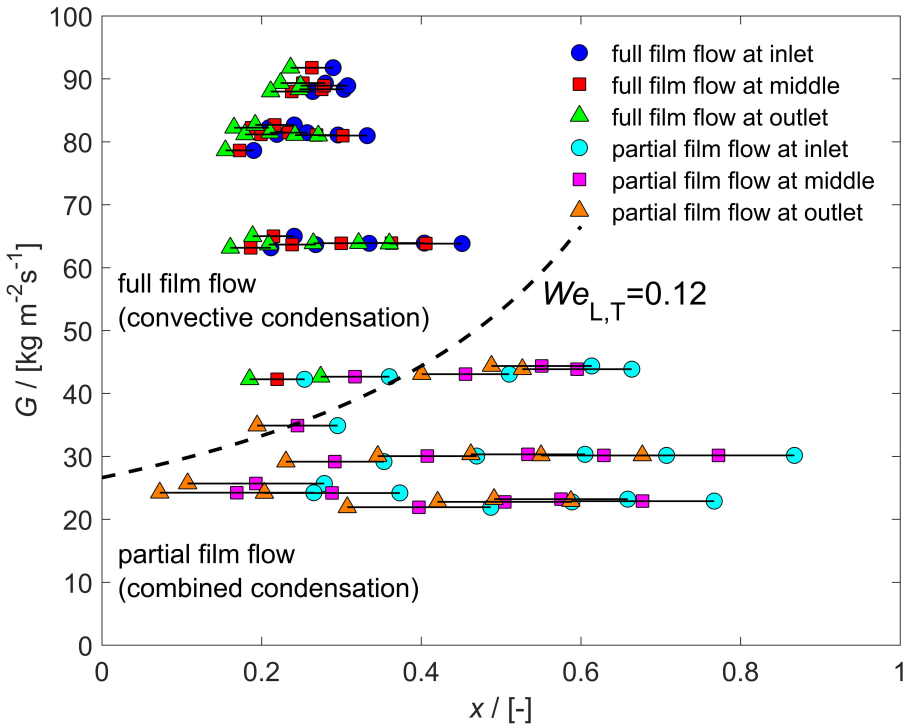 100
90
80
70
60
50
40
30
20
10
0
G / [kg m⁻²s⁻¹]
full film flow at inlet
full film flow at middle
full film flow at outlet
partial film flow at inlet
partial film flow at middle
partial film flow at outlet
full film flow
(convective condensation)
We_L,T=0.12
partial film flow
(combined condensation)
0
0.2
0.4
0.6
0.8
1
x / [-]